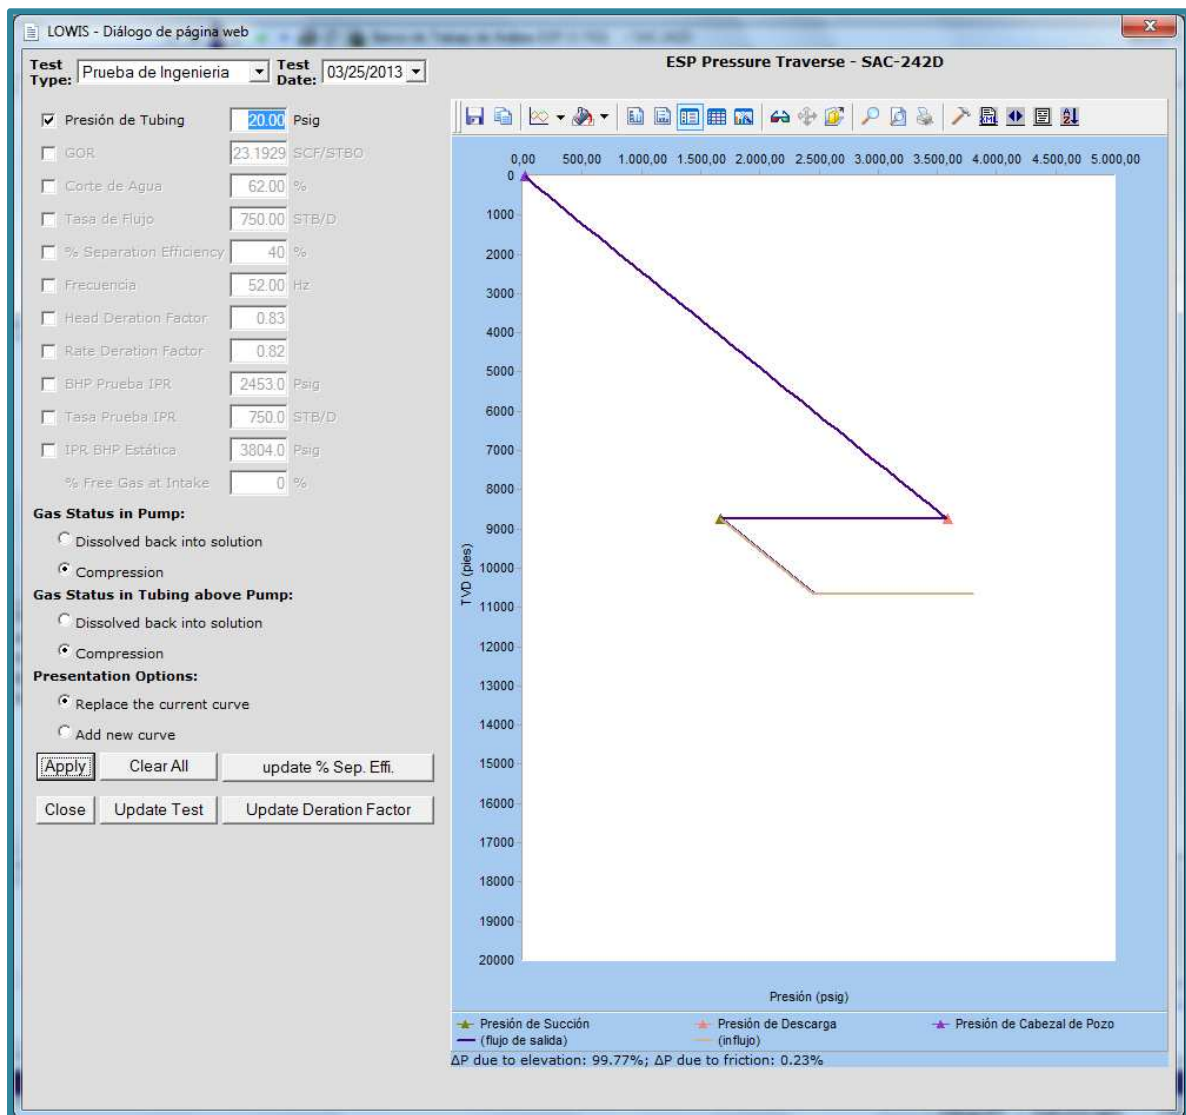 LOWIS - Diálogo de página web
Test Type: Prueba de Ingenieria Test Date: 03/25/2013
ESP Pressure Traverse - SAC-242D
Presión de Tubing 20.00 Psig
GOR 23.1929 SCF/STBO
Corte de Agua 62.00 %
Tasa de Flujo 750.00 STB/D
% Separation Efficiency 40 %
Frecuencia 52.00 Hz
Head Deration Factor 0.83
Rate Deration Factor 0.82
BHP Prueba IPR 2453.0 Psig
Tasa Prueba IPR 750.0 STB/D
IPR BHP Estática 3804.0 Psig
% Free Gas at Intake 0 %
Gas Status in Pump:
Dissolved back into solution
Compression
Gas Status in Tubing above Pump:
Dissolved back into solution
Compression
Presentation Options:
Replace the current curve
Add new curve
Apply Clear All update % Sep. Effi.
Close Update Test Update Deration Factor
0,00 500,00 1.000,00 1.500,00 2.000,00 2.500,00 3.000,00 3.500,00 4.000,00 4.500,00 5.000,00
0
1000
2000
3000
4000
5000
6000
7000
8000
9000
10000
11000
12000
13000
14000
15000
16000
17000
18000
19000
20000
TVD (pies)
Presión (psig)
Presión de Succión Presión de Descarga Presión de Cabezal de Pozo
(flujo de salida) (influjo)
ΔP due to elevation: 99.77%; ΔP due to friction: 0.23%